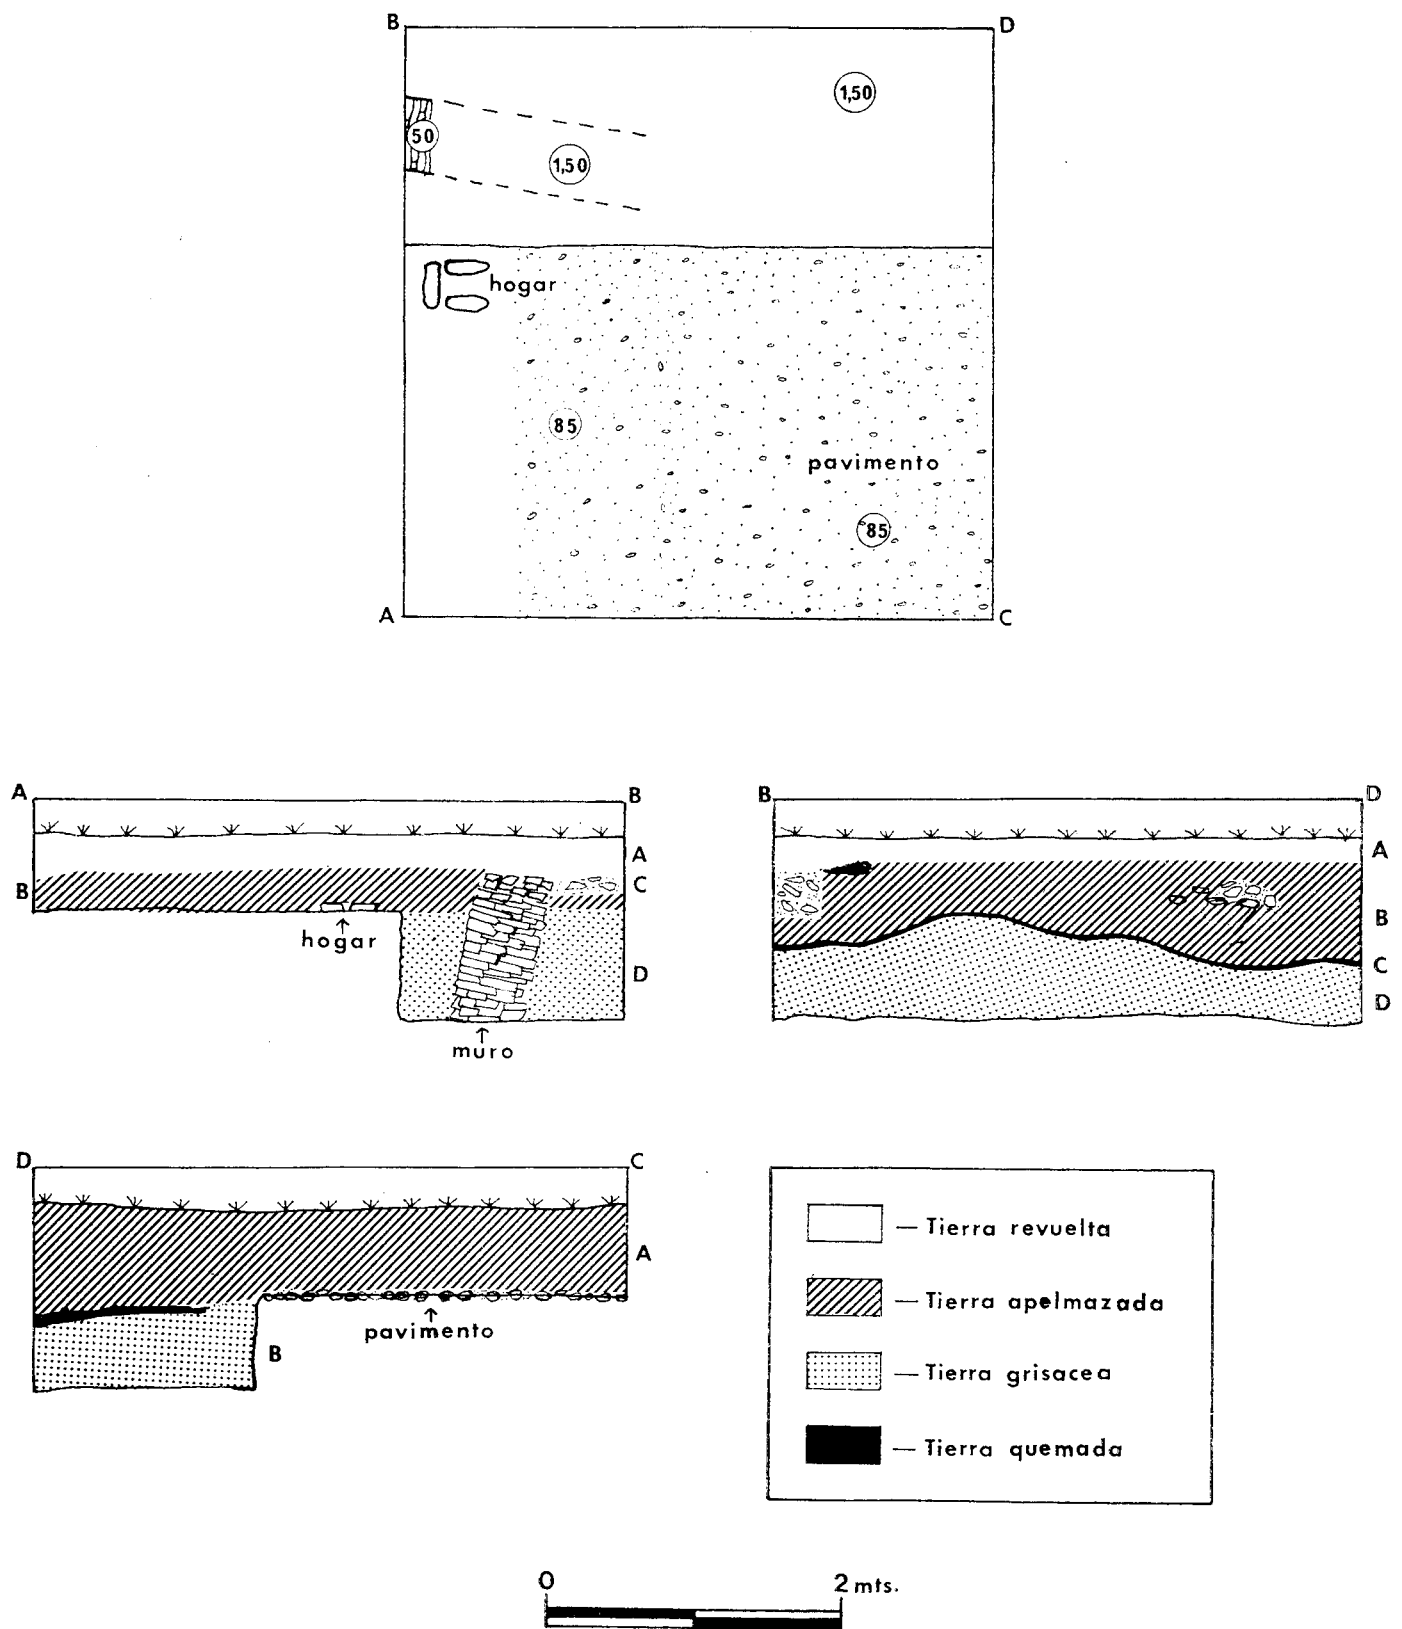 B
D
1,50
50
1,50
hogar
85
pavimento
85
A
C
A
B
A
B
C
hogar
D
muro
B
D
A
B
C
D
D
C
A
pavimento
B
— Tierra revuelta
— Tierra apelmazada
— Tierra grisacea
— Tierra quemada
0 2 mts.